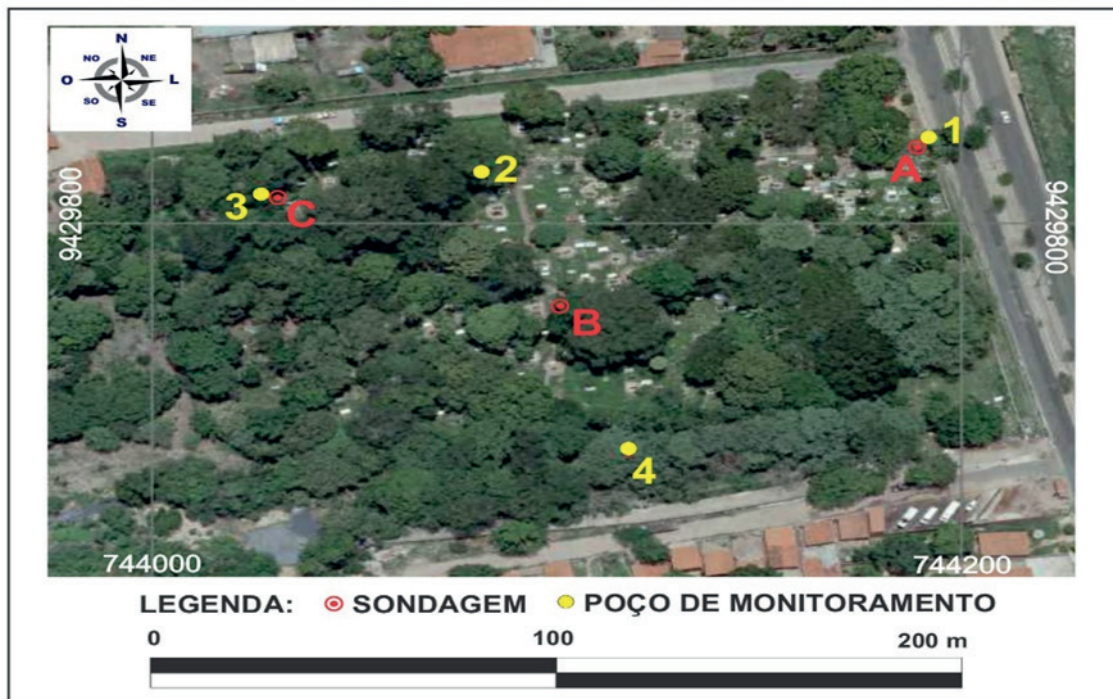 N
NO NE
O L
SO SE
S
1
A
2
3
C
9429800
9429800
B
4
744000
744200
LEGENDA: SONDAGEM POÇO DE MONITORAMENTO
0 100 200 m